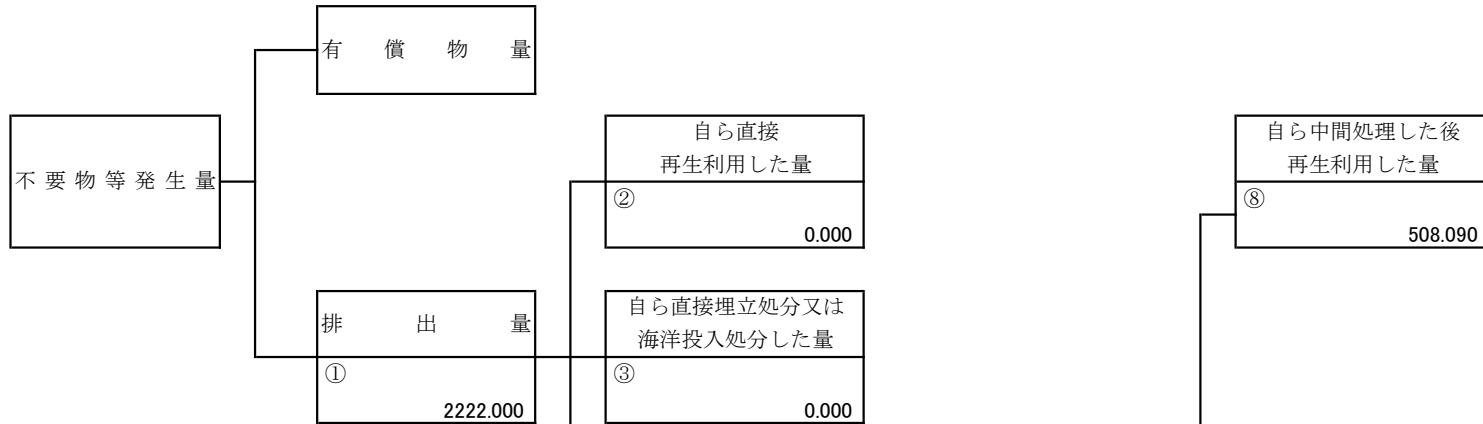 有償物量
不要物等発生量
自ら直接
再生利用した量
②
0.000
自ら中間処理した後
再生利用した量
⑧
508.090
排出量
①
2222.000
自ら直接埋立処分又は
海洋投入処分した量
③
0.000